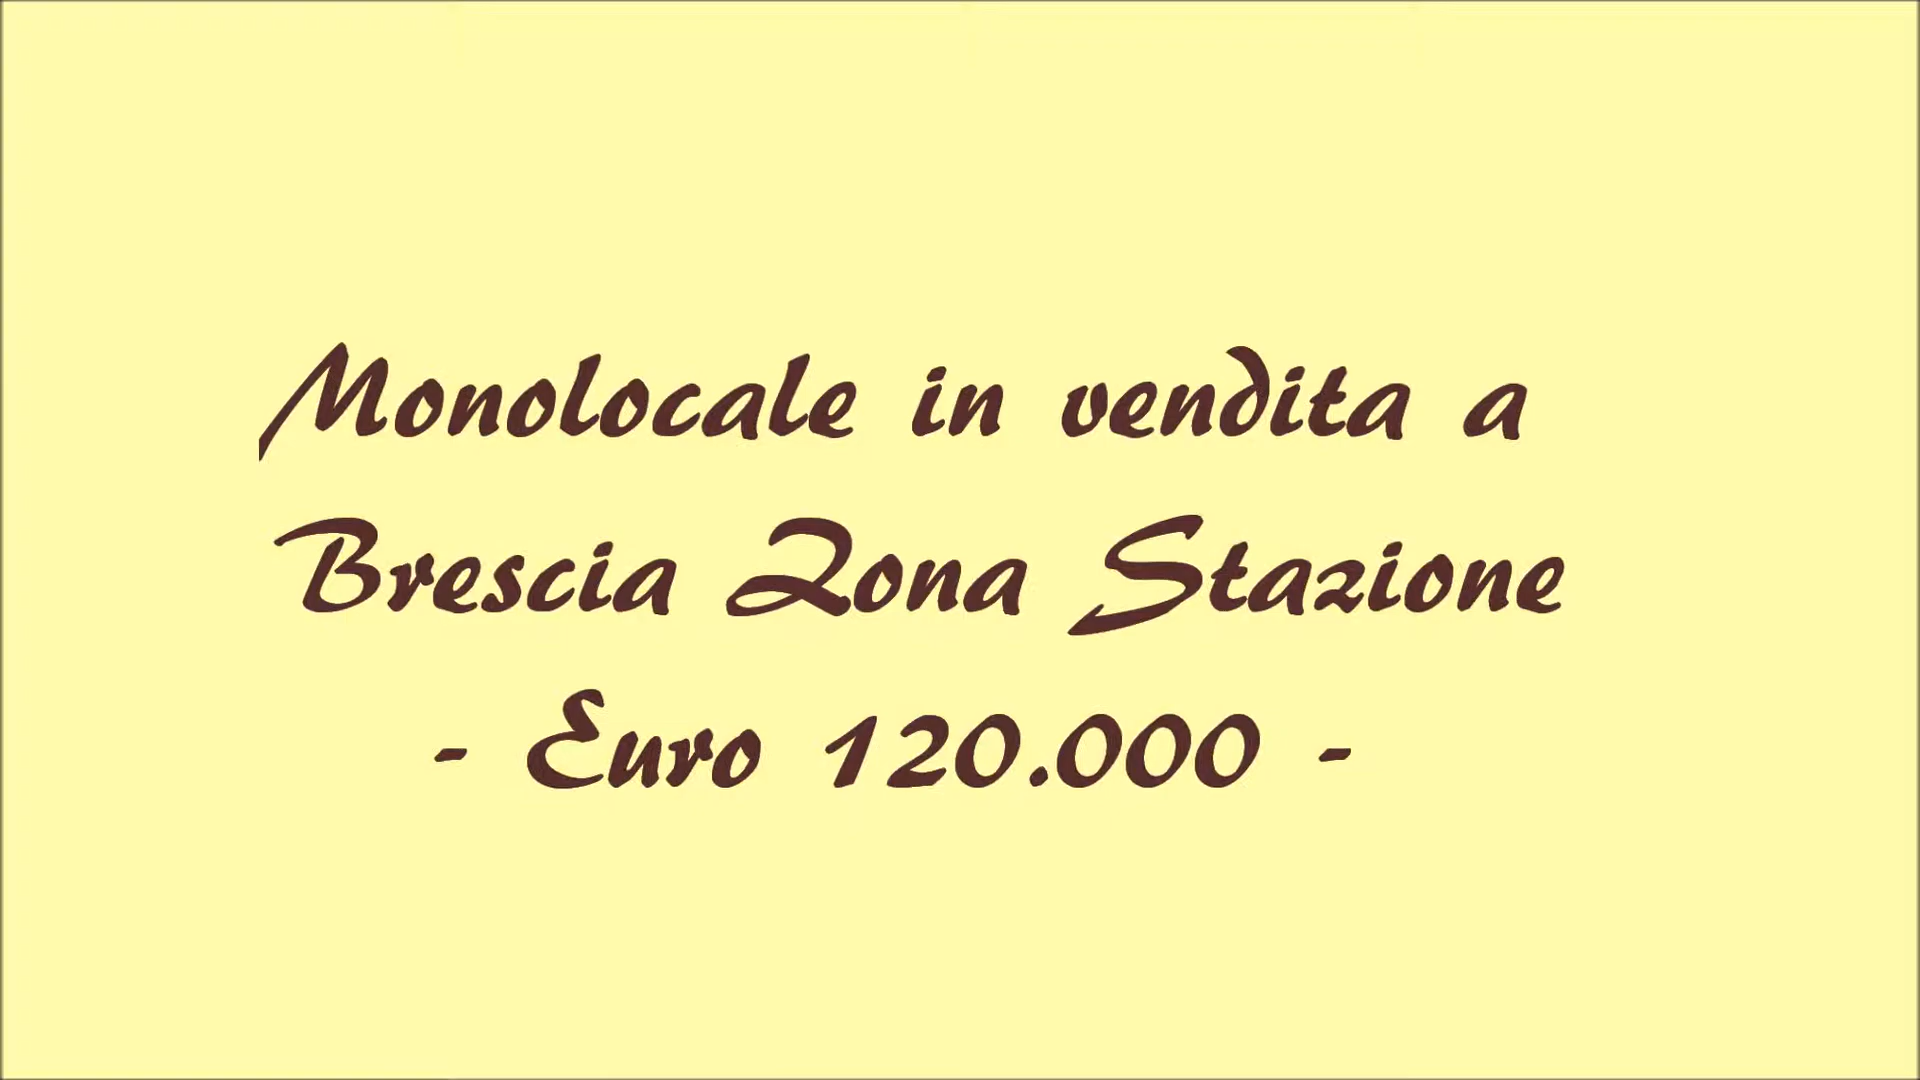 Monolocale in vendita a
Brescia Zona Stazione
- Euro 120.000 -